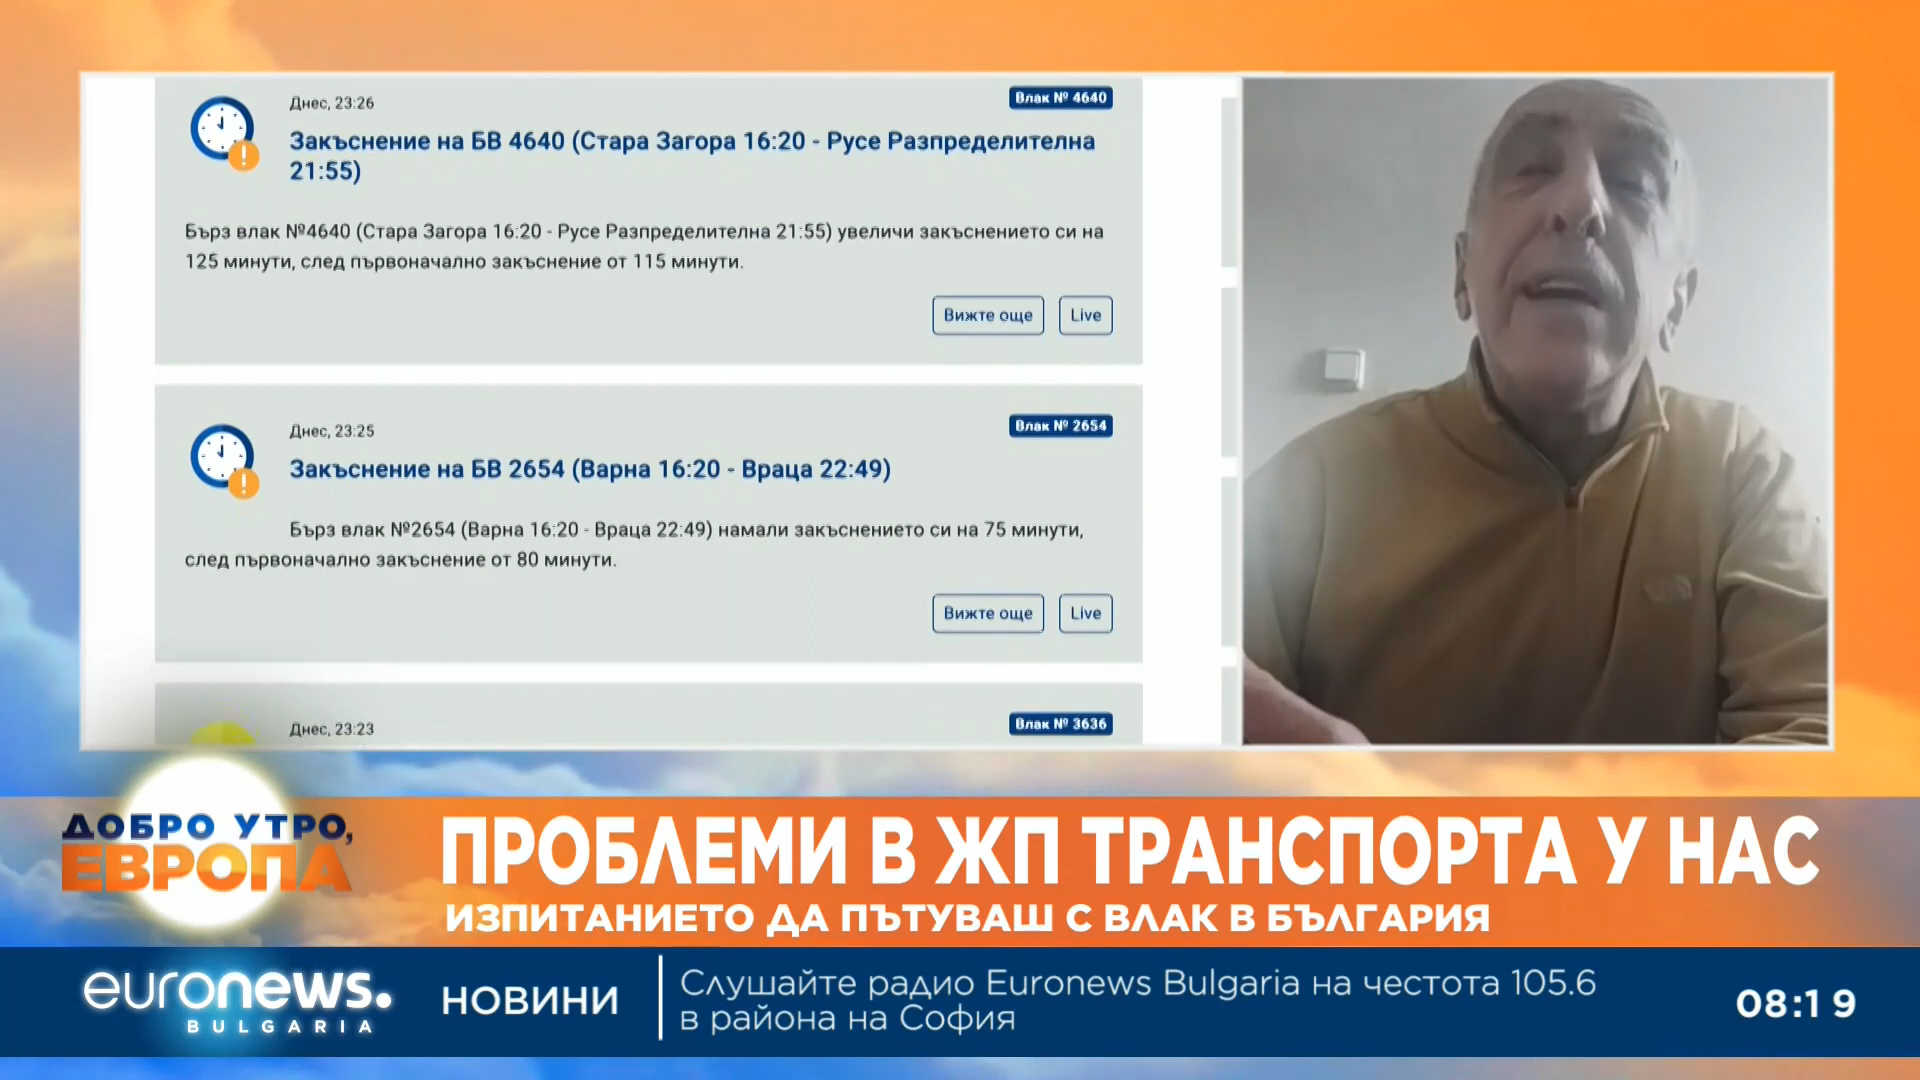 Днес, 23:26
Влак № 4640
Закъснение на БВ 4640 (Стара Загора 16:20 - Русе Разпределителна
21:55)
Бърз влак №4640 (Стара Загора 16:20 - Русе Разпределителна 21:55) увеличи закъснението си на
125 минути, след първоначално закъснение от 115 минути.
Вижте още
Live
Днес, 23:25
Влак № 2654
Закъснение на БВ 2654 (Варна 16:20 - Враца 22:49)
Бърз влак №2654 (Варна 16:20 - Враца 22:49) намали закъснението си на 75 минути,
след първоначално закъснение от 80 минути.
Вижте още
Live
Днес, 23:23
Влак № 3636
ДОБРО УТРО,
ЕВРОПА
ПРОБЛЕМИ В ЖП ТРАНСПОРТА У НАС
ИЗПИТАНИЕТО ДА ПЪТУВАШ С ВЛАК В БЪЛГАРИЯ
euronews.
BULGARIA
НОВИНИ
Слушайте радио Euronews Bulgaria на честота 105.6
в района на София
08:19